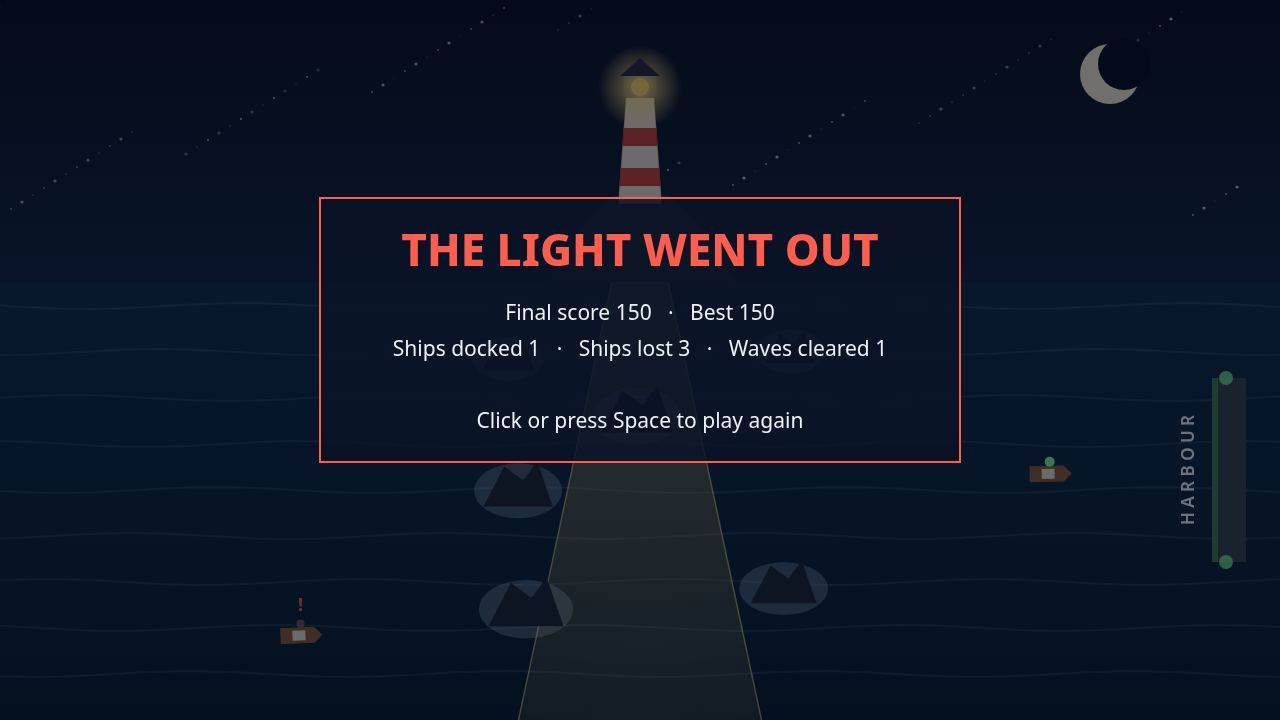 THE LIGHT WENT OUT
Final score 150 · Best 150
Ships docked 1 · Ships lost 3 · Waves cleared 1
Click or press Space to play again
HARBOUR
!